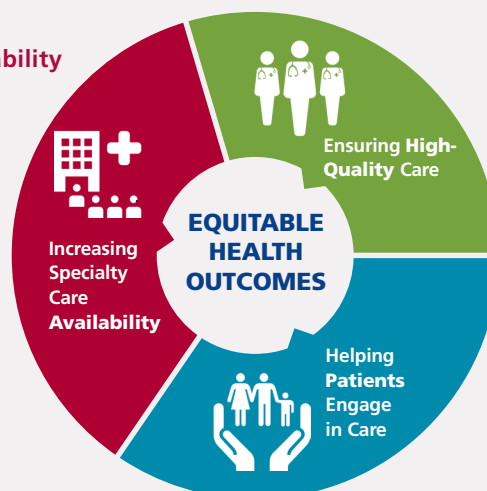 Ensuring High-
Quality Care
EQUITABLE
HEALTH
OUTCOMES
Increasing
Specialty
Care
Availability
Helping
Patients
Engage
in Care